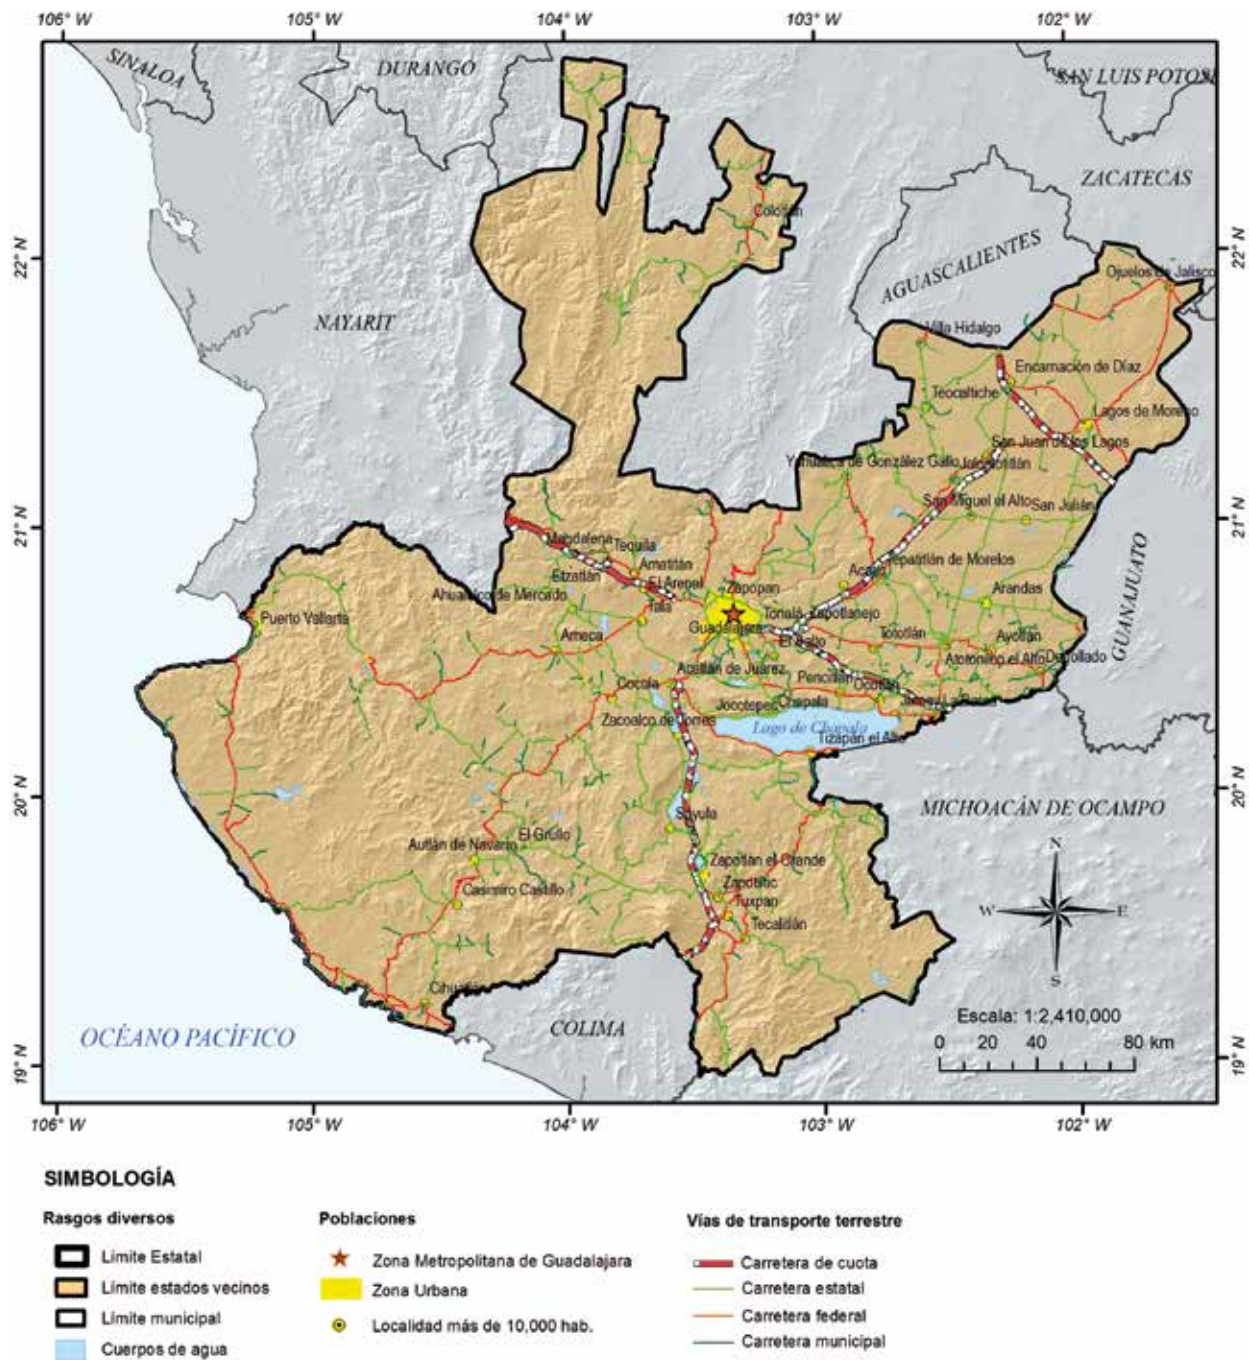 106° W 105° W 104° W 103° W 102° W
SINALOA
DURANGO
SAN LUIS POTOSÍ
ZACATECAS
AGUASCALIENTES
NAYARIT
22° N
22° N
Colotlán
Ojuelos de Jalisco
Villa Hidalgo
Encarnación de Díaz
Teocaltiche
Lagos de Moreno
San Juan de los Lagos
Yahualica de González Gallo
Jalostotitlán
San Miguel el Alto
San Julián
21° N
21° N
Magdalena
Tequila
Amatitán
Etzatlán
El Arenal
Ahualulco de Mercado
Tala
Zapopan
Acatic
Tepatitlán de Morelos
Arandas
GUANAJUATO
Puerto Vallarta
Ameca
Guadalajara
Tonalá
Zapotlanejo
El Salto
Tototlán
Ayotlán
Atotonilco el Alto
Degollado
Acatlán de Juárez
Cocula
Poncitlán
Ocotlán
Jocotepec
Chapala
Zacoalco de Torres
Lago de Chapala
Tizapán el Alto
20° N
20° N
MICHOACÁN DE OCAMPO
Sayula
El Grullo
Autlán de Navarro
Zapotlán el Grande
Casimiro Castillo
Zapotiltic
Tuxpan
Tecalitlán
N
W E
S
Cihuatlán
COLIMA
OCÉANO PACÍFICO
Escala: 1:2,410,000
0 20 40 80 km
19° N
19° N
106° W 105° W 104° W 103° W 102° W
SIMBOLOGÍA
Rasgos diversos
Límite Estatal
Límite estados vecinos
Límite municipal
Cuerpos de agua
Poblaciones
Zona Metropolitana de Guadalajara
Zona Urbana
Localidad más de 10,000 hab.
Vías de transporte terrestre
Carretera de cuota
Carretera estatal
Carretera federal
Carretera municipal